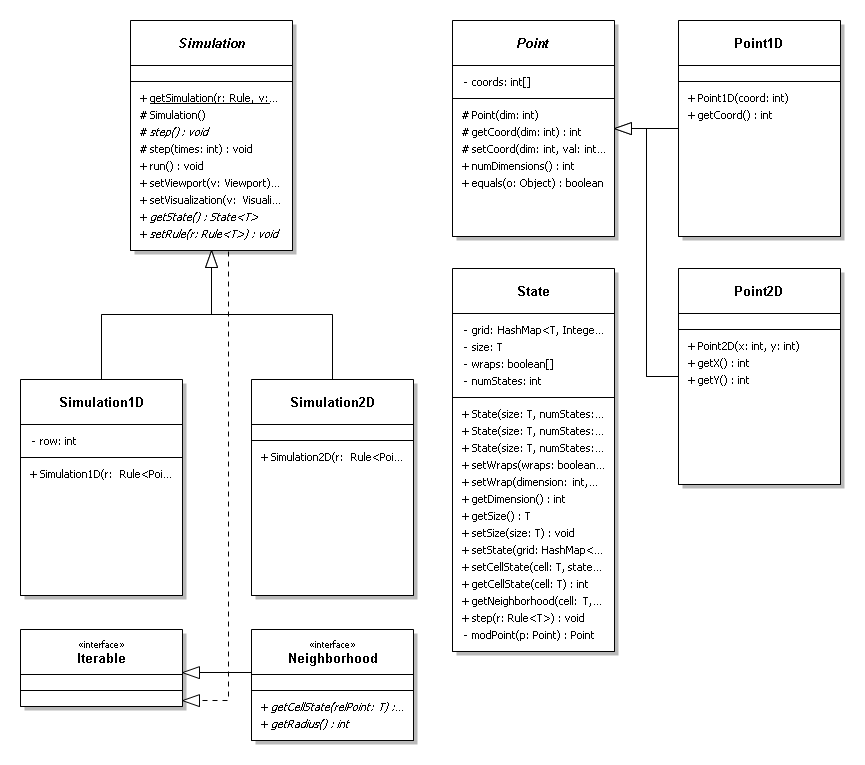 Simulation
+ getSimulation(r: Rule, v:...
# Simulation()
# step() : void
# step(times: int) : void
+ run() : void
+ setViewport(v: Viewport)...
+ setVisualization(v: Visuali...
+ getState() : State<T>
+ setRule(r: Rule<T>) : void
Point
- coords: int[]
# Point(dim: int)
# getCoord(dim: int) : int
# setCoord(dim: int, val: int...
+ numDimensions() : int
+ equals(o: Object) : boolean
Point1D
+ Point1D(coord: int)
+ getCoord() : int
State
- grid: HashMap<T, Intege...
- size: T
- wraps: boolean[]
- numStates: int
+ State(size: T, numStates:...
+ State(size: T, numStates:...
+ State(size: T, numStates:...
+ setWraps(wraps: boolean...
+ setWrap(dimension: int,...
+ getDimension() : int
+ getSize() : T
+ setSize(size: T) : void
+ setState(grid: HashMap<...
+ setCellState(cell: T, state...
+ getCellState(cell: T) : int
+ getNeighborhood(cell: T,...
+ step(r: Rule<T>) : void
- modPoint(p: Point) : Point
Point2D
+ Point2D(x: int, y: int)
+ getX() : int
+ getY() : int
Simulation1D
- row: int
+ Simulation1D(r: Rule<Poi...
Simulation2D
+ Simulation2D(r: Rule<Poi...
«interface»
Iterable
«interface»
Neighborhood
+ getCellState(relPoint: T) :...
+ getRadius() : int